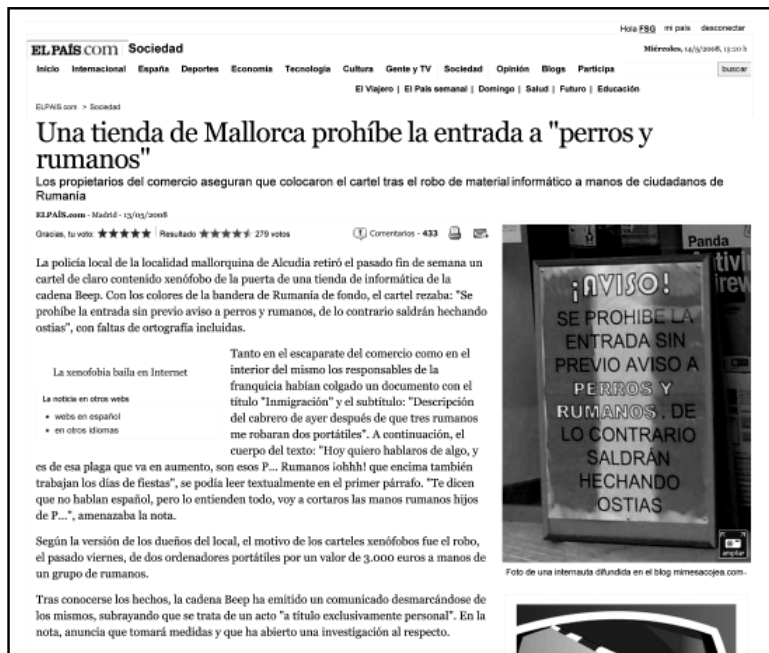 Hola FSG mi país desconectar
ELPAÍS.com Sociedad
Miércoles, 14/5/2008, 13:20 h
Inicio Internacional España Deportes Economía Tecnología Cultura Gente y TV Sociedad Opinión Blogs Participa
buscar
El Viajero | El País semanal | Domingo | Salud | Futuro | Educación
ELPAIS.com > Sociedad
Una tienda de Mallorca prohíbe la entrada a "perros y
rumanos"
Los propietarios del comercio aseguran que colocaron el cartel tras el robo de material informático a manos de ciudadanos de
Rumanía
ELPAÍS.com - Madrid - 13/05/2008
Gracias, tu voto: Resultado 279 votos
Comentarios - 433
La policía local de la localidad mallorquina de Alcudia retiró el pasado fin de semana un
cartel de claro contenido xenófobo de la puerta de una tienda de informática de la
cadena Beep. Con los colores de la bandera de Rumanía de fondo, el cartel rezaba: "Se
prohíbe la entrada sin previo aviso a perros y rumanos, de lo contrario saldrán hechando
ostias", con faltas de ortografía incluidas.
La xenofobia baila en Internet
La noticia en otros webs
• webs en español
• en otros idiomas
Tanto en el escaparate del comercio como en el
interior del mismo los responsables de la
franquicia habían colgado un documento con el
título "Inmigración" y el subtítulo: "Descripción
del cabrero de ayer después de que tres rumanos
me robaran dos portátiles". A continuación, el
cuerpo del texto: "Hoy quiero hablaros de algo, y
es de esa plaga que va en aumento, son esos P... Rumanos ¡ohhh! que encima también
trabajan los días de fiestas", se podía leer textualmente en el primer párrafo. "Te dicen
que no hablan español, pero lo entienden todo, voy a cortaros las manos rumanos hijos
de P...", amenazaba la nota.
Según la versión de los dueños del local, el motivo de los carteles xenófobos fue el robo,
el pasado viernes, de dos ordenadores portátiles por un valor de 3.000 euros a manos de
un grupo de rumanos.
Tras conocerse los hechos, la cadena Beep ha emitido un comunicado desmarcándose de
los mismos, subrayando que se trata de un acto "a título exclusivamente personal". En la
nota, anuncia que tomará medidas y que ha abierto una investigación al respecto.
Panda
¡AVISO!
SE PROHIBE LA
ENTRADA SIN
PREVIO AVISO A
PERROS Y
RUMANOS, DE
LO CONTRARIO
SALDRÁN
HECHANDO
OSTIAS
ampliar
Foto de una internauta difundida en el blog mimesacojea.com-